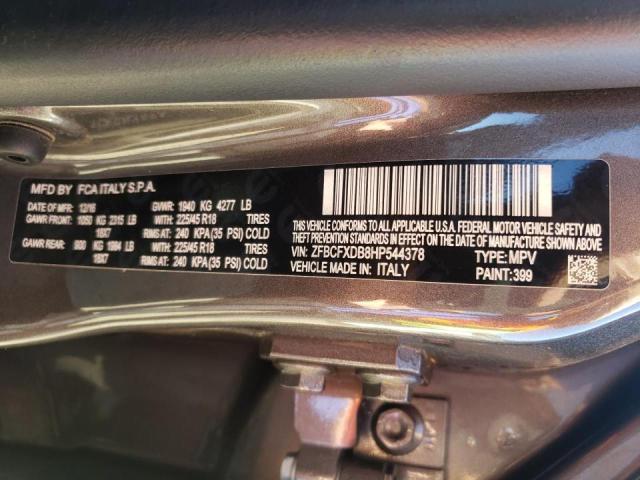 MFD BY FCA ITALY S.P.A.
DATE OF MFR: 12/16 GVWR: 1940 KG 4277 LB
GAWR FRONT: 1050 KG 2315 LB WITH: 225/45 R18 TIRES
18X7 RIMS AT: 240 KPA (35 PSI) COLD
GAWR REAR: 900 KG 1984 LB WITH: 225/45 R18 TIRES
18X7 RIMS AT: 240 KPA (35 PSI) COLD
THIS VEHICLE CONFORMS TO ALL APPLICABLE U.S.A. FEDERAL MOTOR VEHICLE SAFETY
BUMPER, AND THEFT PREVENTION STANDARDS IN EFFECT ON THE DATE OF MANUFACTURE
VIN: ZFBCFXDB8HP544378 TYPE: MPV
VEHICLE MADE IN: ITALY PAINT: 399